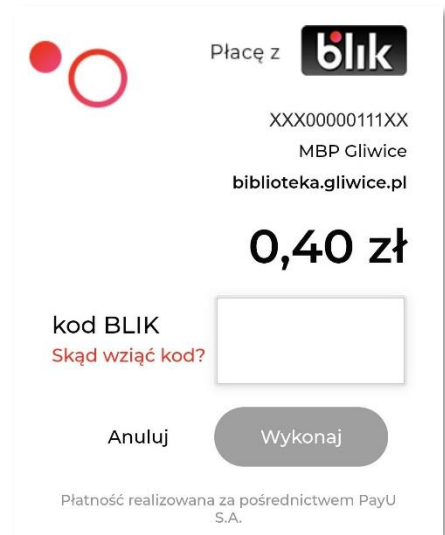 Płacę z blik
XXX00000111XX
MBP Gliwice
biblioteka.gliwice.pl
0,40 zł
kod BLIK
Skąd wziąć kod?
Anuluj Wykonaj
Płatność realizowana za pośrednictwem PayU
S.A.